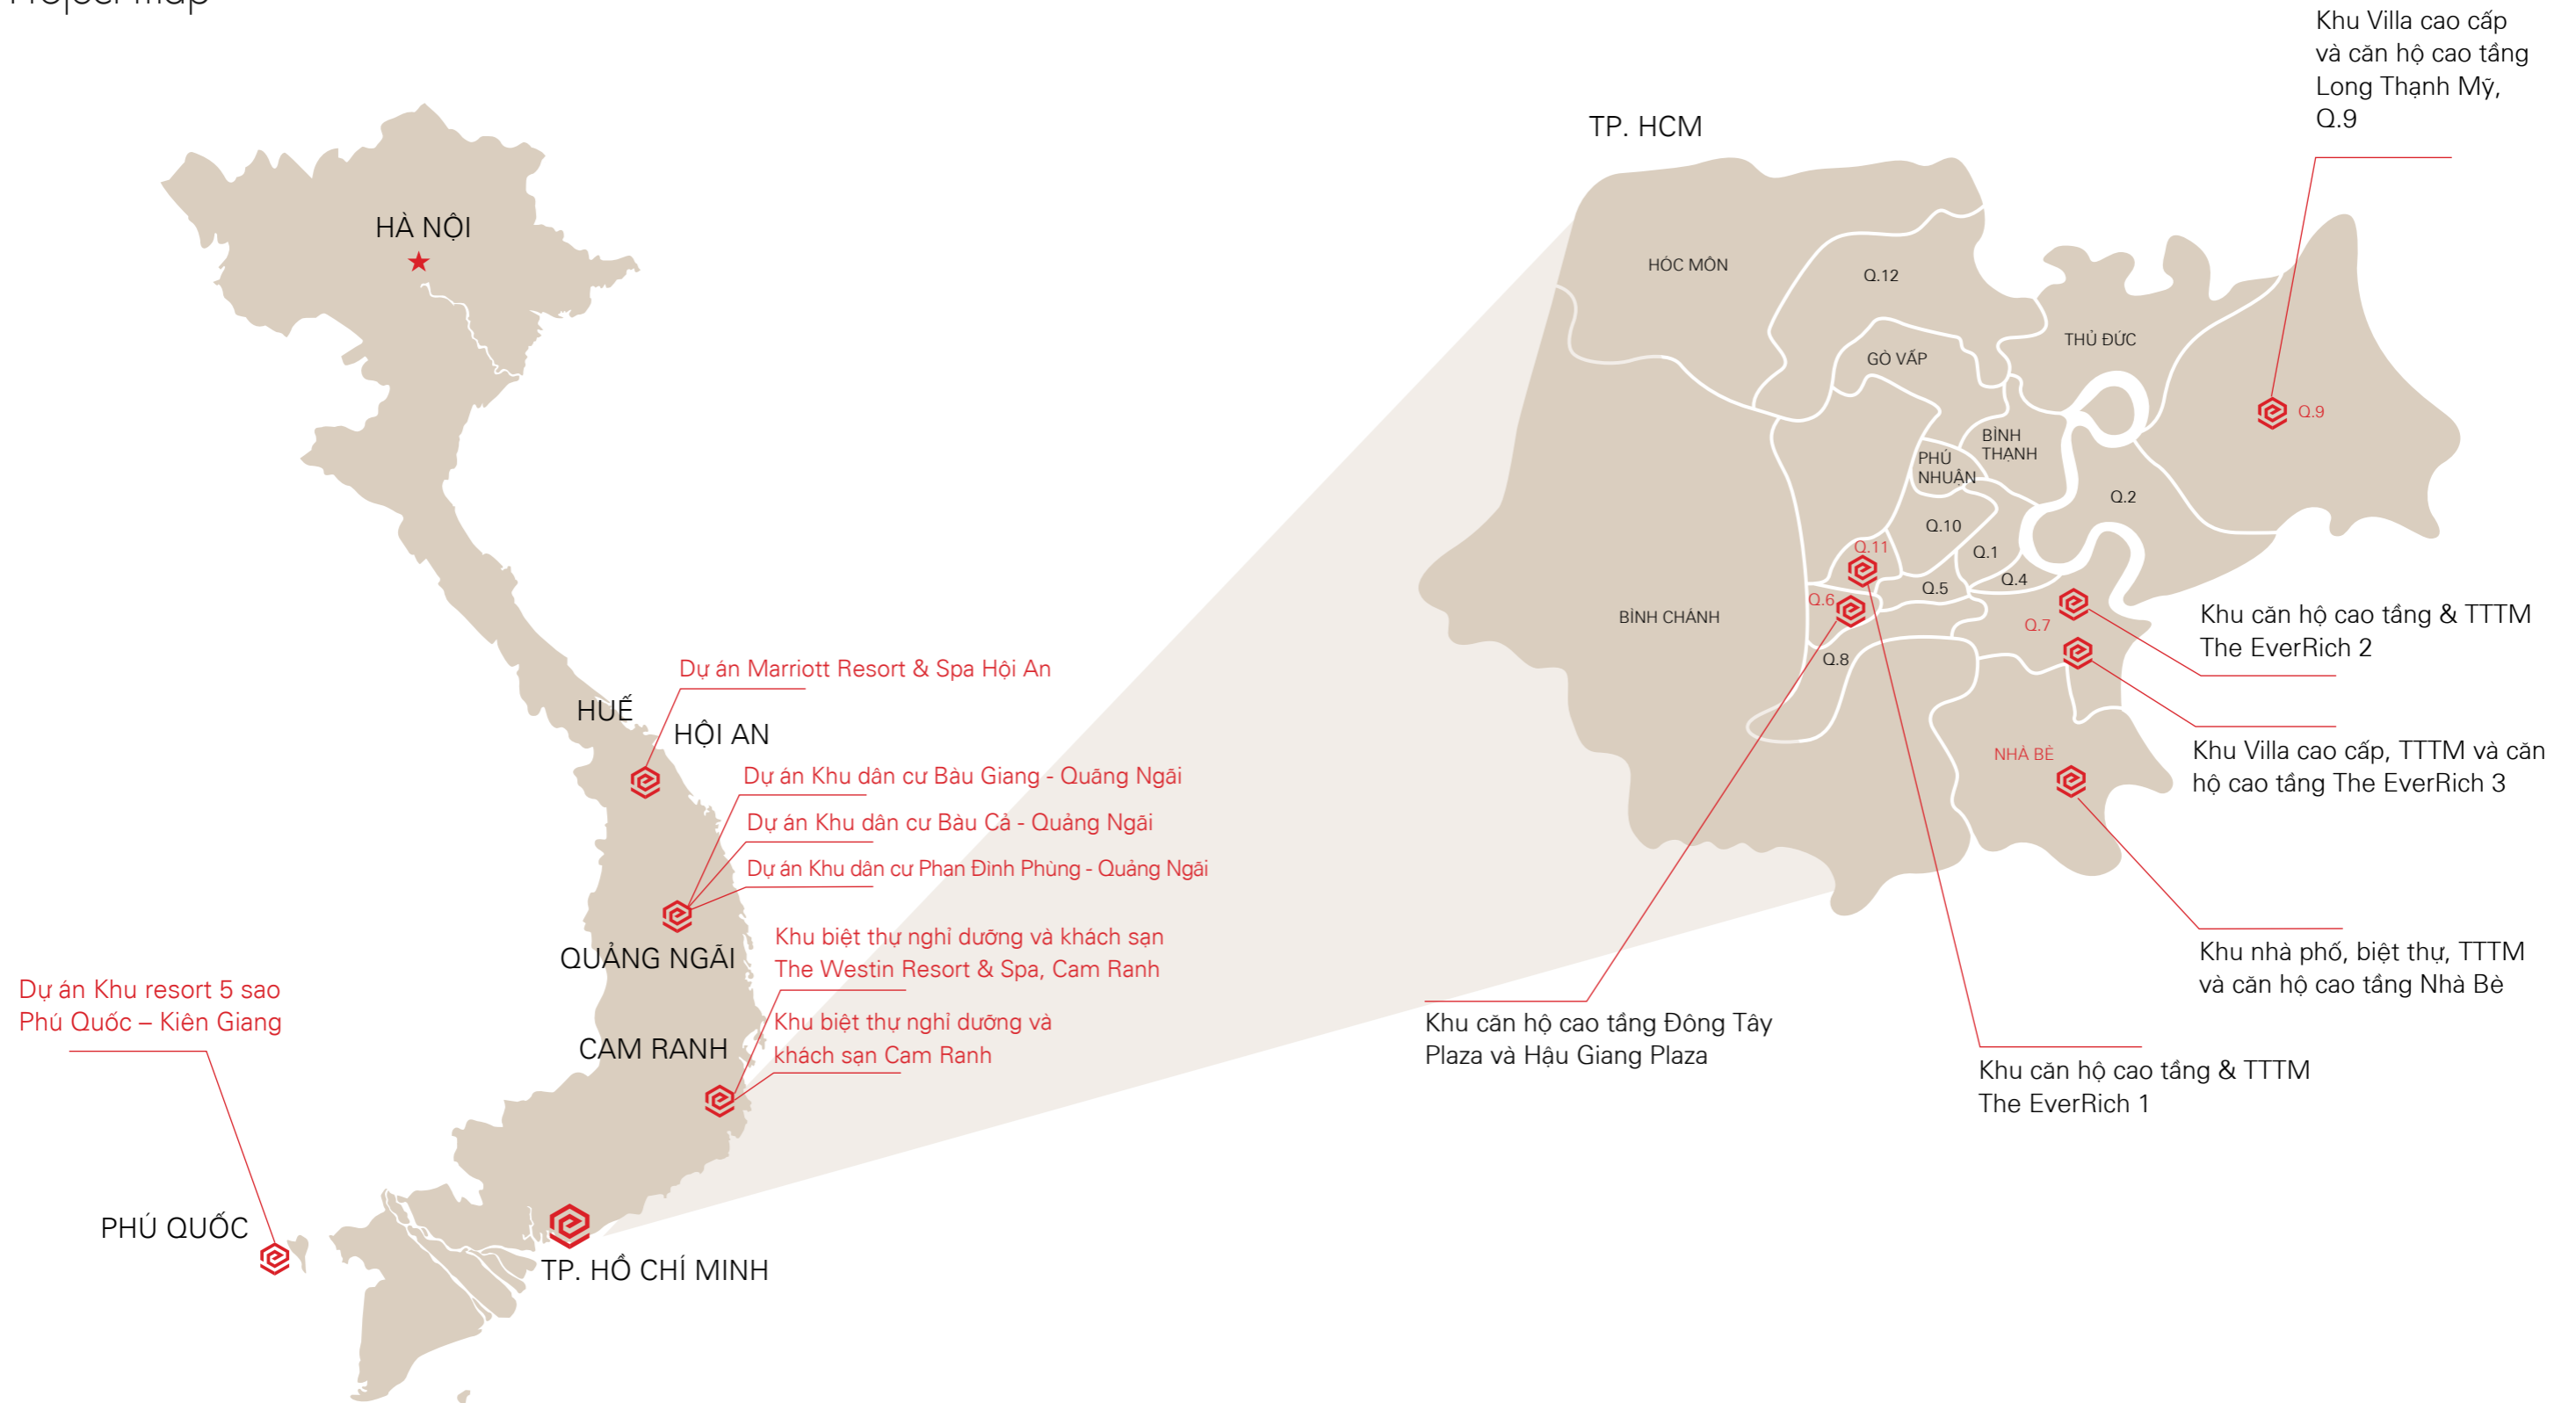 Project map
HÀ NỘI
HUẾ
Dự án Marriott Resort & Spa Hội An
HỘI AN
Dự án Khu dân cư Bàu Giang - Quãng Ngãi
Dự án Khu dân cư Bàu Cả - Quảng Ngãi
Dự án Khu dân cư Phan Đình Phùng - Quảng Ngãi
QUẢNG NGÃI
Khu biệt thự nghỉ dưỡng và khách sạn
The Westin Resort & Spa, Cam Ranh
Khu biệt thự nghỉ dưỡng và
khách sạn Cam Ranh
CAM RANH
Dự án Khu resort 5 sao
Phú Quốc – Kiên Giang
PHÚ QUỐC
TP. HỒ CHÍ MINH
TP. HCM
Khu Villa cao cấp
và căn hộ cao tầng
Long Thạnh Mỹ,
Q.9
HÓC MÔN
Q.12
THỦ ĐỨC
GÒ VẤP
Q.9
BÌNH
THẠNH
PHÚ
NHUẬN
Q.2
Q.10
Q.11
Q.1
Q.4
Q.5
Q.6
BÌNH CHÁNH
Q.7
Q.8
NHÀ BÈ
Khu căn hộ cao tầng & TTTM
The EverRich 2
Khu Villa cao cấp, TTTM và căn
hộ cao tầng The EverRich 3
Khu nhà phố, biệt thự, TTTM
và căn hộ cao tầng Nhà Bè
Khu căn hộ cao tầng Đông Tây
Plaza và Hậu Giang Plaza
Khu căn hộ cao tầng & TTTM
The EverRich 1